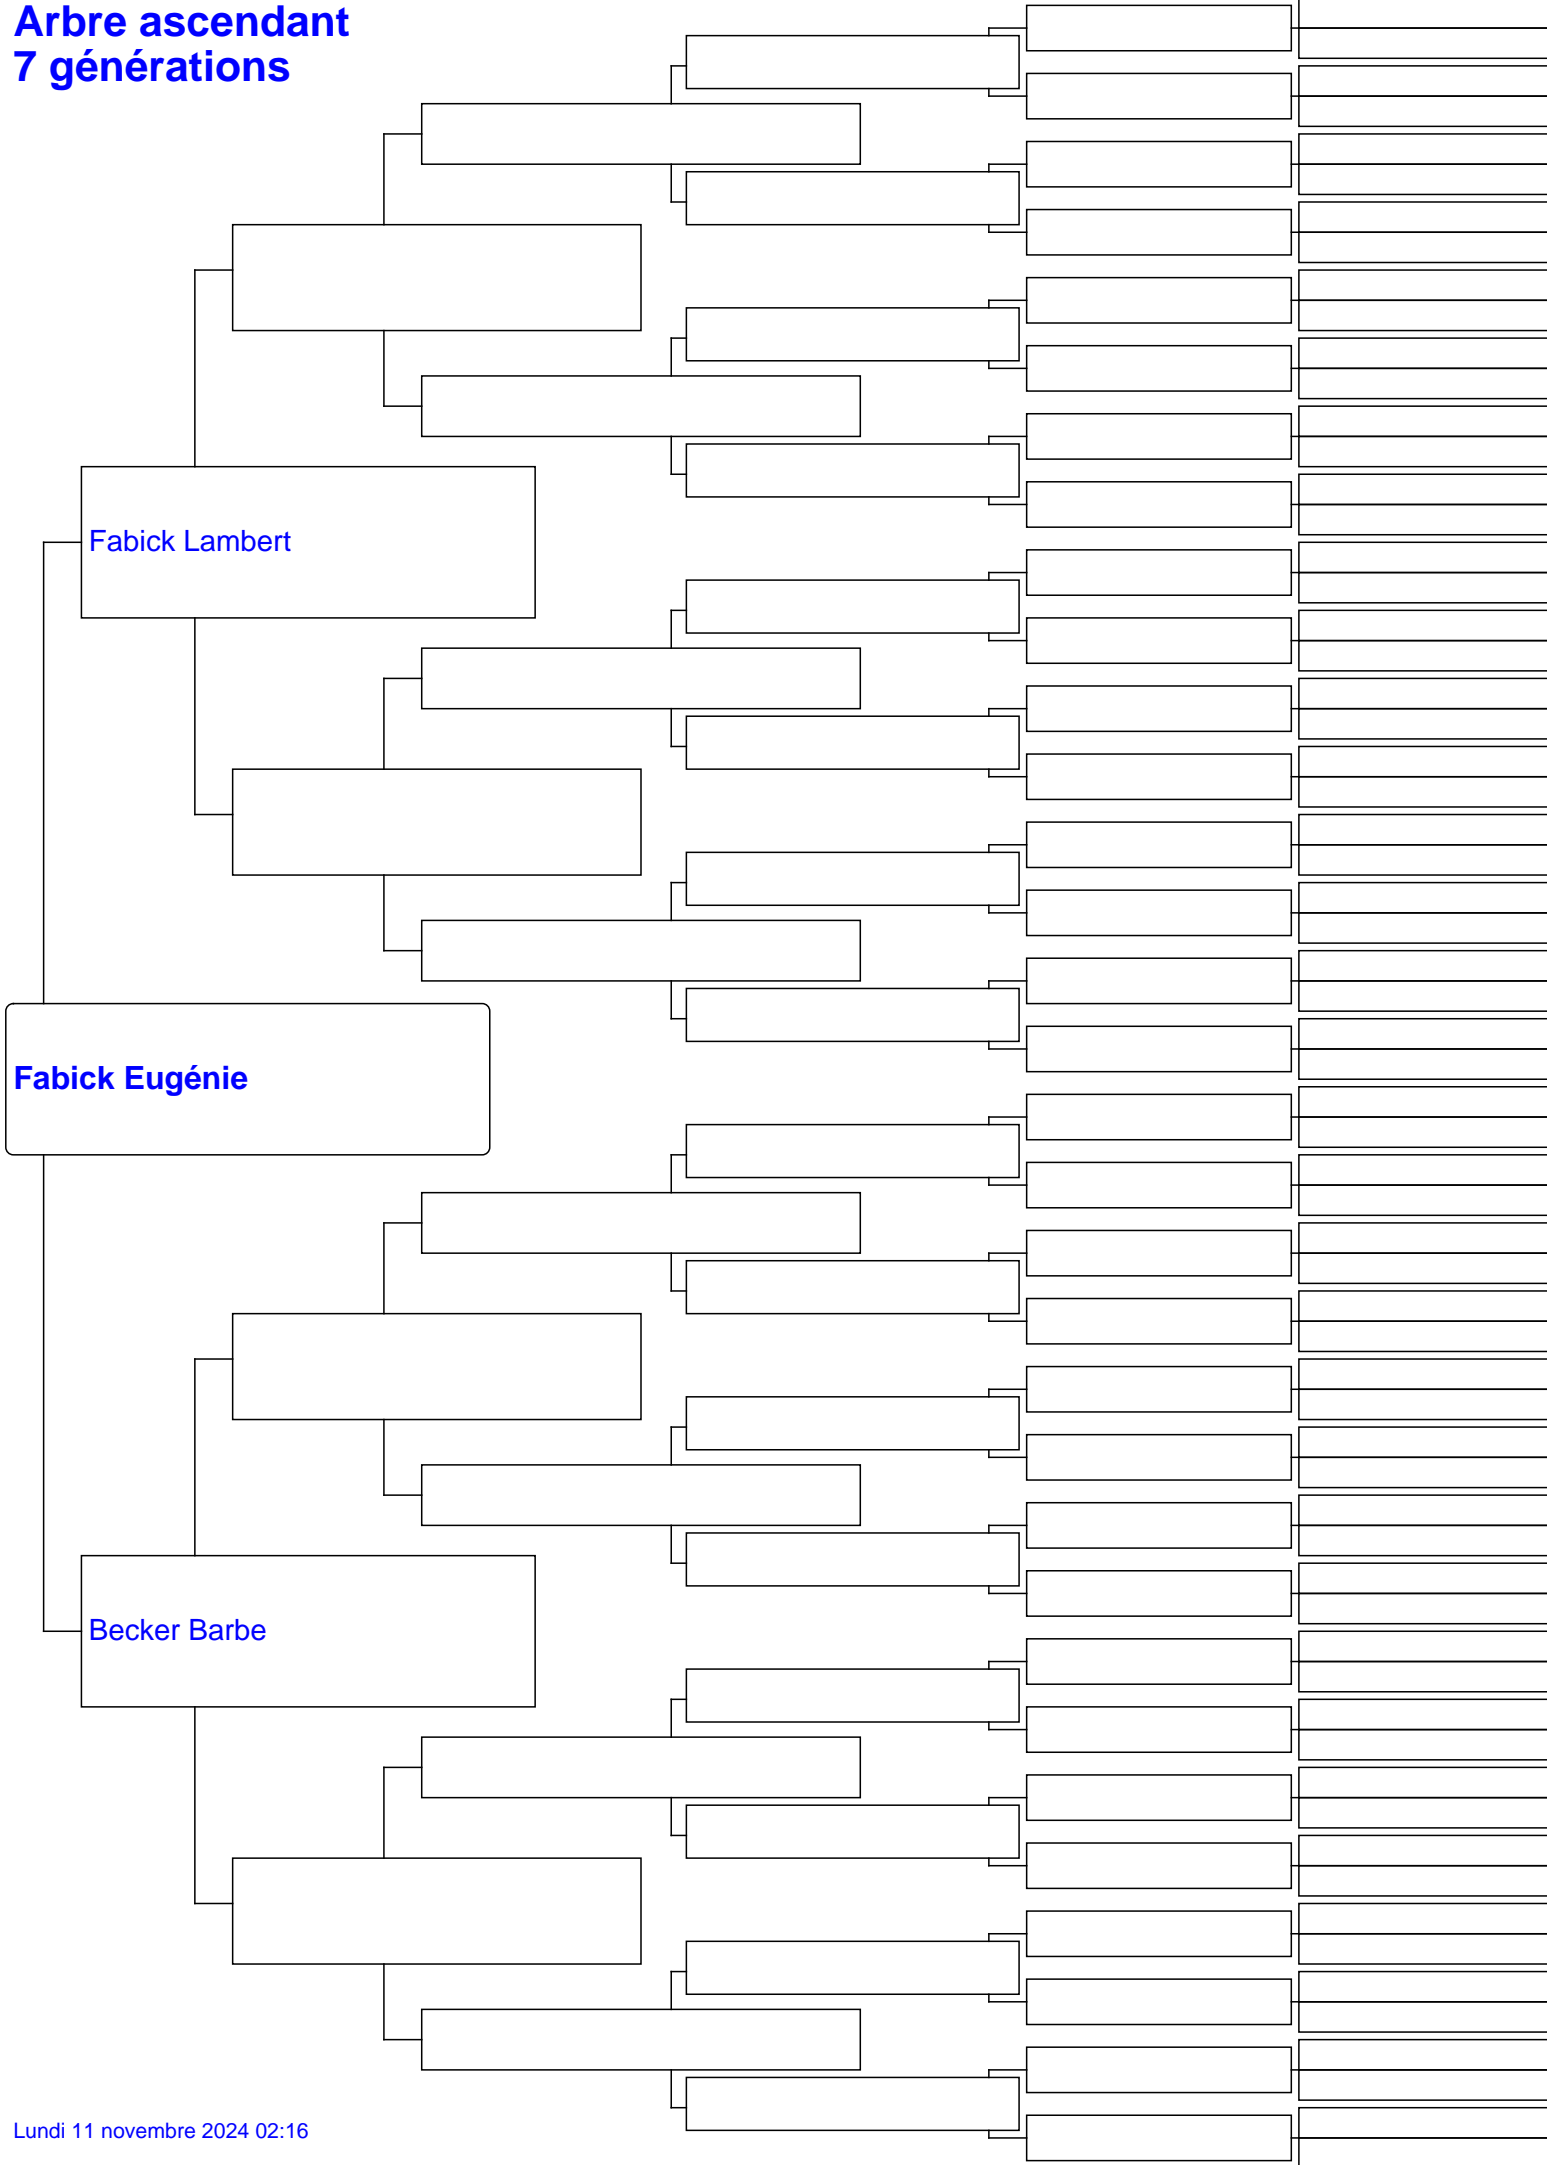 Arbre ascendant
7 générations
Fabick Lambert
Fabick Eugénie
Becker Barbe
Lundi 11 novembre 2024 02:16